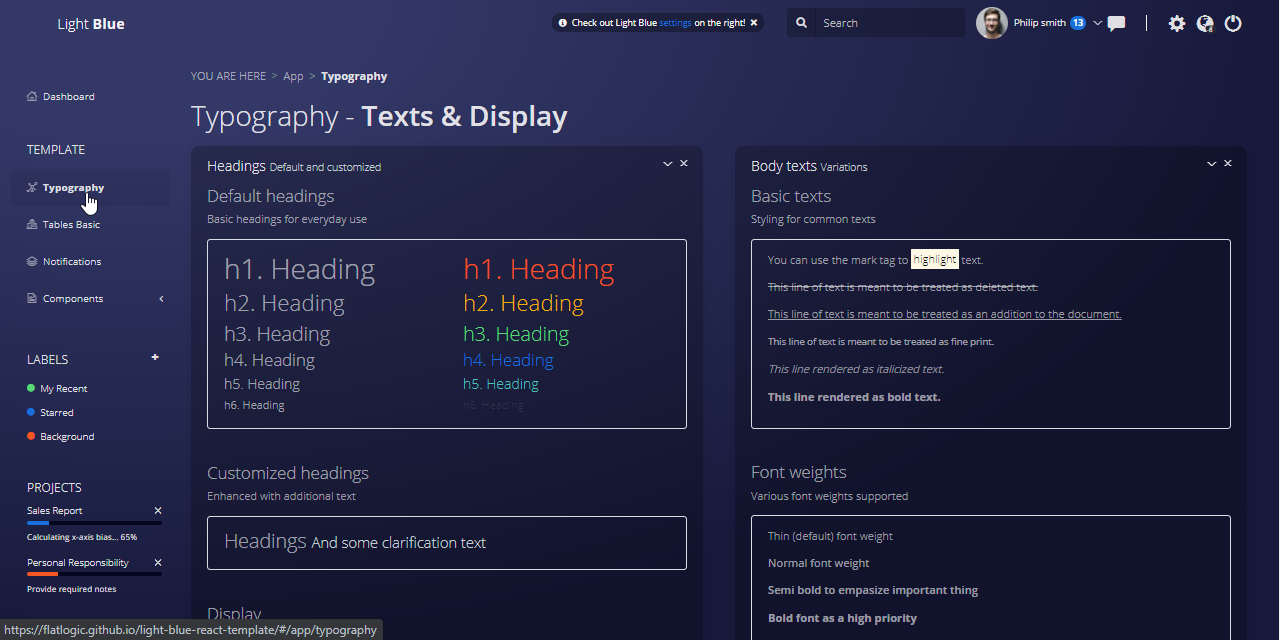 Light Blue
Check out Light Blue settings on the right!
Search
Philip smith 13
YOU ARE HERE > App > Typography
Typography - Texts & Display
Dashboard
TEMPLATE
Typography
Tables Basic
Notifications
Components
LABELS +
My Recent
Starred
Background
PROJECTS
Sales Report
Calculating x-axis bias... 65%
Personal Responsibility
Provide required notes
Headings Default and customized
Default headings
Basic headings for everyday use
h1. Heading
h2. Heading
h3. Heading
h4. Heading
h5. Heading
h6. Heading
h1. Heading
h2. Heading
h3. Heading
h4. Heading
h5. Heading
h6. Heading
Customized headings
Enhanced with additional text
Headings And some clarification text
Display
Body texts Variations
Basic texts
Styling for common texts
You can use the mark tag to highlight text.
This line of text is meant to be treated as deleted text.
This line of text is meant to be treated as an addition to the document.
This line of text is meant to be treated as fine print.
This line rendered as italicized text.
This line rendered as bold text.
Font weights
Various font weights supported
Thin (default) font weight
Normal font weight
Semi bold to empasize important thing
Bold font as a high priority
https://flatlogic.github.io/light-blue-react-template/#/app/typography